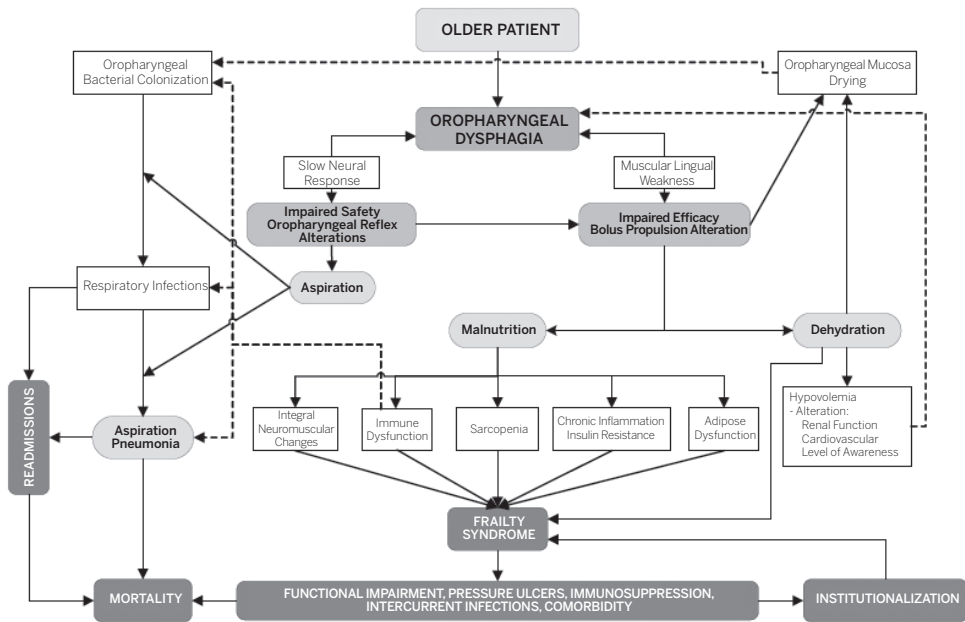 OLDER PATIENT
Oropharyngeal
Bacterial Colonization
Oropharyngeal Mucosa
Drying
OROPHARYNGEAL
DYSPHAGIA
Slow Neural
Response
Muscular Lingual
Weakness
Impaired Safety
Oropharyngeal Reflex
Alterations
Impaired Efficacy
Bolus Propulsion Alteration
Respiratory Infections
Aspiration
Malnutrition
Dehydration
READMISSIONS
Aspiration
Pneumonia
Integral
Neuromuscular
Changes
Immune
Dysfunction
Sarcopenia
Chronic Inflammation
Insulin Resistance
Adipose
Dysfunction
Hypovolemia
- Alteration:
Renal Function
Cardiovascular
Level of Awareness
FRAILTY
SYNDROME
MORTALITY
FUNCTIONAL IMPAIRMENT, PRESSURE ULCERS, IMMUNOSUPPRESSION,
INTERCURRENT INFECTIONS, COMORBIDITY
INSTITUTIONALIZATION